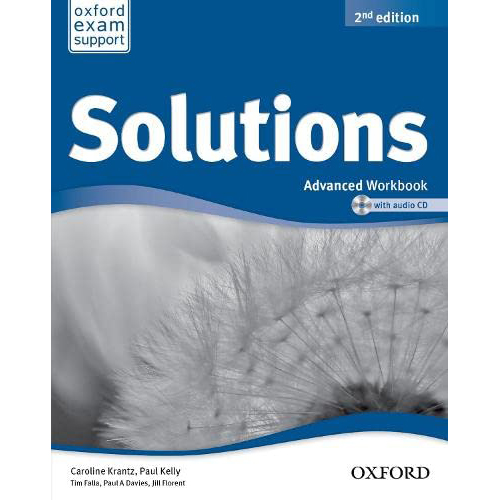 oxford
exam
support
2nd edition
Solutions
Advanced Workbook
with audio CD
Caroline Krantz, Paul Kelly
Tim Falla, Paul A Davies, Jill Florent
OXFORD